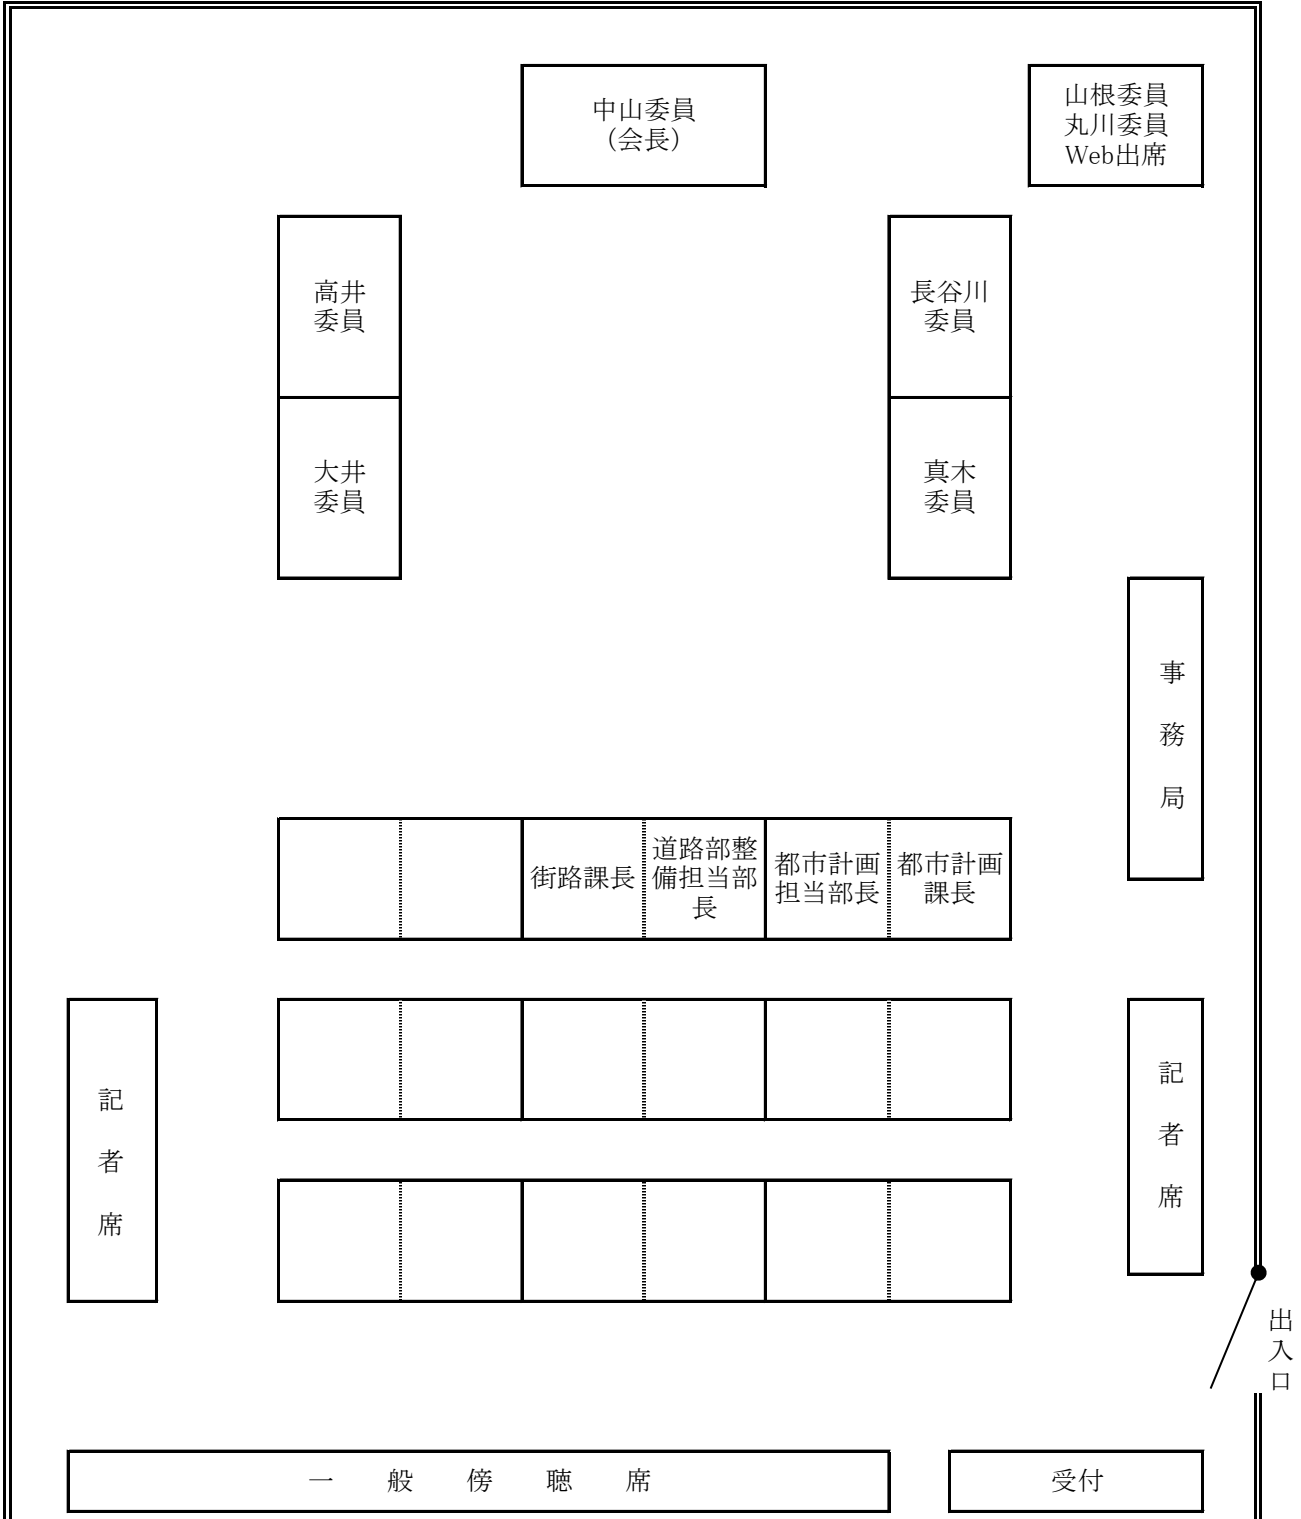 中山委員
（会長）
山根委員
丸川委員
Web出席
高井
委員
長谷川
委員
大井
委員
真木
委員
事務局
街路課長
道路部整
備担当部
長
都市計画
担当部長
都市計画
課長
記者席
記者席
出入口
一般傍聴席
受付